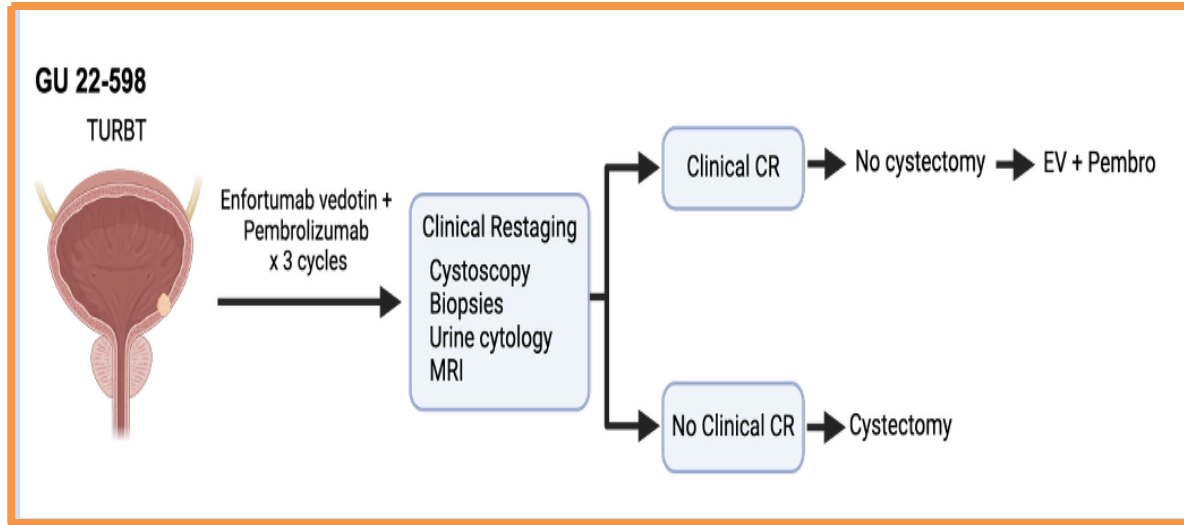 GU 22-598
TURBT
Enfortumab vedotin +
Pembrolizumab
x 3 cycles
Clinical Restaging
Cystoscopy
Biopsies
Urine cytology
MRI
Clinical CR
No cystectomy
EV + Pembro
No Clinical CR
Cystectomy